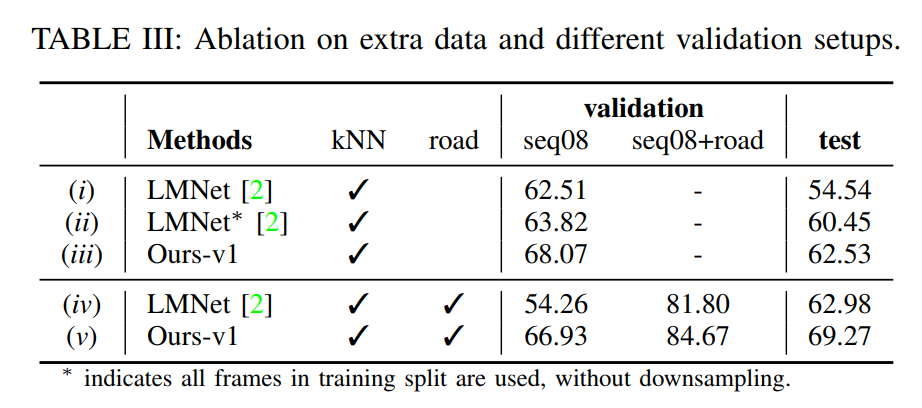 TABLE III: Ablation on extra data and different validation setups.
validation
Methods kNN road seq08 seq08+road test
(i) LMNet [2] ✓ 62.51 - 54.54
(ii) LMNet* [2] ✓ 63.82 - 60.45
(iii) Ours-v1 ✓ 68.07 - 62.53
(iv) LMNet [2] ✓ ✓ 54.26 81.80 62.98
(v) Ours-v1 ✓ ✓ 66.93 84.67 69.27
* indicates all frames in training split are used, without downsampling.